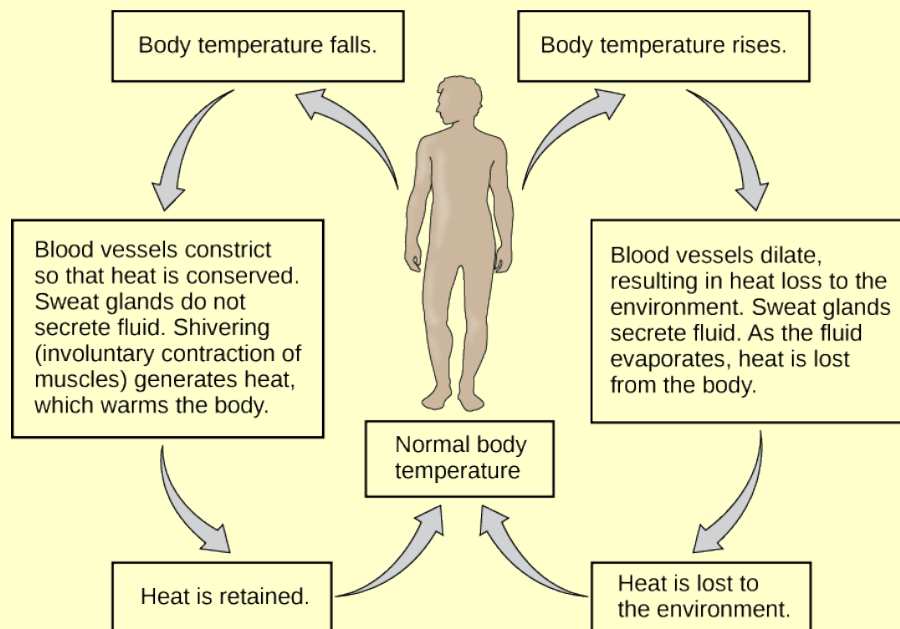 Body temperature falls.
Body temperature rises.
Blood vessels constrict
so that heat is conserved.
Sweat glands do not
secrete fluid. Shivering
(involuntary contraction of
muscles) generates heat,
which warms the body.
Blood vessels dilate,
resulting in heat loss to the
environment. Sweat glands
secrete fluid. As the fluid
evaporates, heat is lost
from the body.
Normal body
temperature
Heat is retained.
Heat is lost to
the environment.